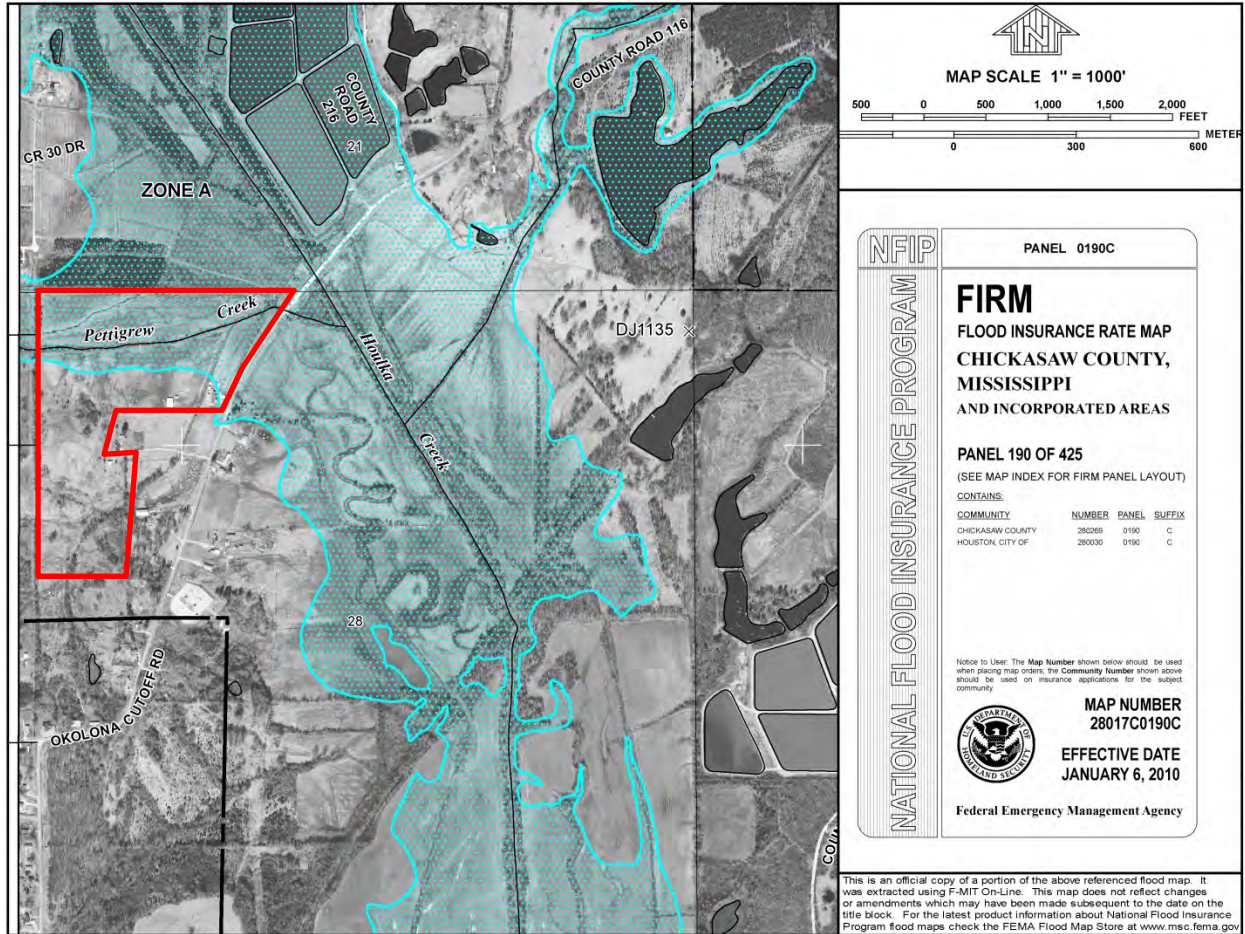 COUNTY ROAD 116
COUNTY
ROAD
216
21
CR 30 DR
ZONE A
Pettigrew
Creek
Houlka
Creek
DJ1135
28
OKOLONA CUTOFF RD
COUN
N
MAP SCALE 1" = 1000'
500 0 500 1,000 1,500 2,000
FEET
METER
0 300 600
NFIP
NATIONAL FLOOD INSURANCE PROGRAM
PANEL 0190C
FIRM
FLOOD INSURANCE RATE MAP
CHICKASAW COUNTY,
MISSISSIPPI
AND INCORPORATED AREAS
PANEL 190 OF 425
(SEE MAP INDEX FOR FIRM PANEL LAYOUT)
CONTAINS:
COMMUNITY NUMBER PANEL SUFFIX
CHICKASAW COUNTY 280269 0190 C
HOUSTON, CITY OF 280030 0190 C
Notice to User: The Map Number shown below should be used
when placing map orders; the Community Number shown above
should be used on insurance applications for the subject
community.
U.S. DEPARTMENT OF
HOMELAND SECURITY
MAP NUMBER
28017C0190C
EFFECTIVE DATE
JANUARY 6, 2010
Federal Emergency Management Agency
This is an official copy of a portion of the above referenced flood map. It
was extracted using F-MIT On-Line. This map does not reflect changes
or amendments which may have been made subsequent to the date on the
title block. For the latest product information about National Flood Insurance
Program flood maps check the FEMA Flood Map Store at www.msc.fema.gov